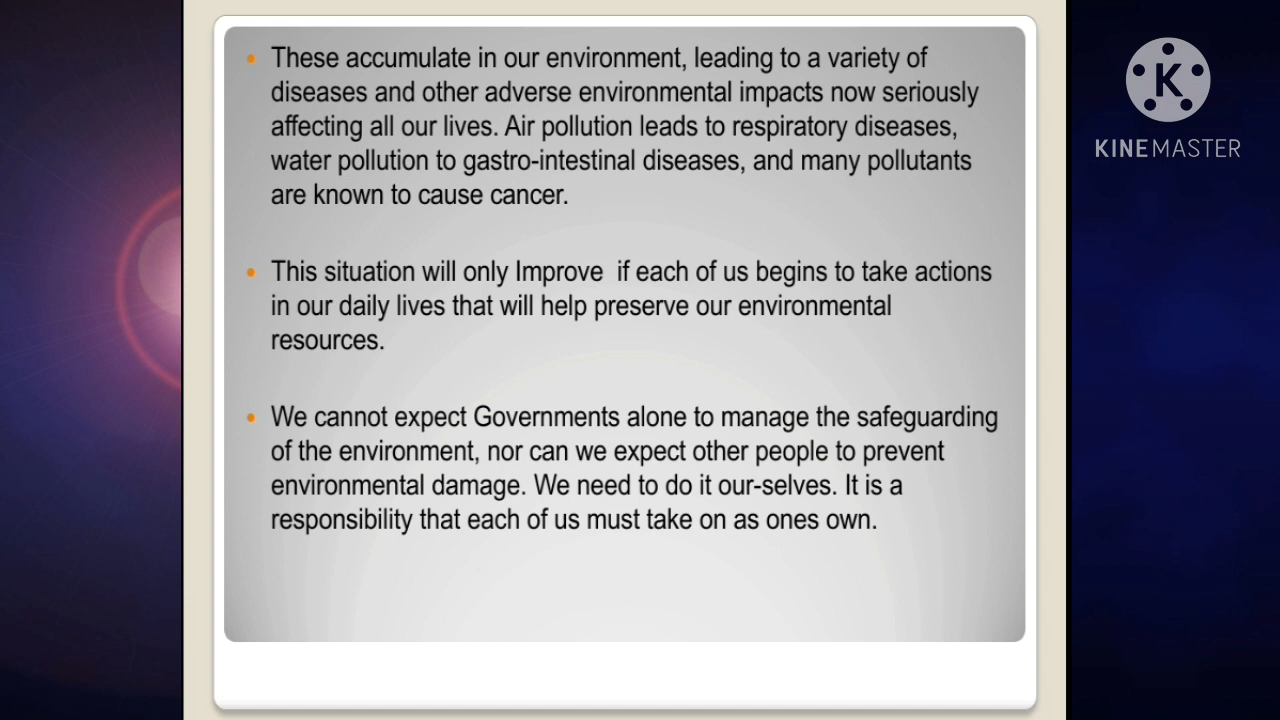 These accumulate in our environment, leading to a variety of
diseases and other adverse environmental impacts now seriously
affecting all our lives. Air pollution leads to respiratory diseases,
water pollution to gastro-intestinal diseases, and many pollutants
are known to cause cancer.
This situation will only Improve  if each of us begins to take actions
in our daily lives that will help preserve our environmental
resources.
We cannot expect Governments alone to manage the safeguarding
of the environment, nor can we expect other people to prevent
environmental damage. We need to do it our-selves. It is a
responsibility that each of us must take on as ones own.
K
KINEMASTER